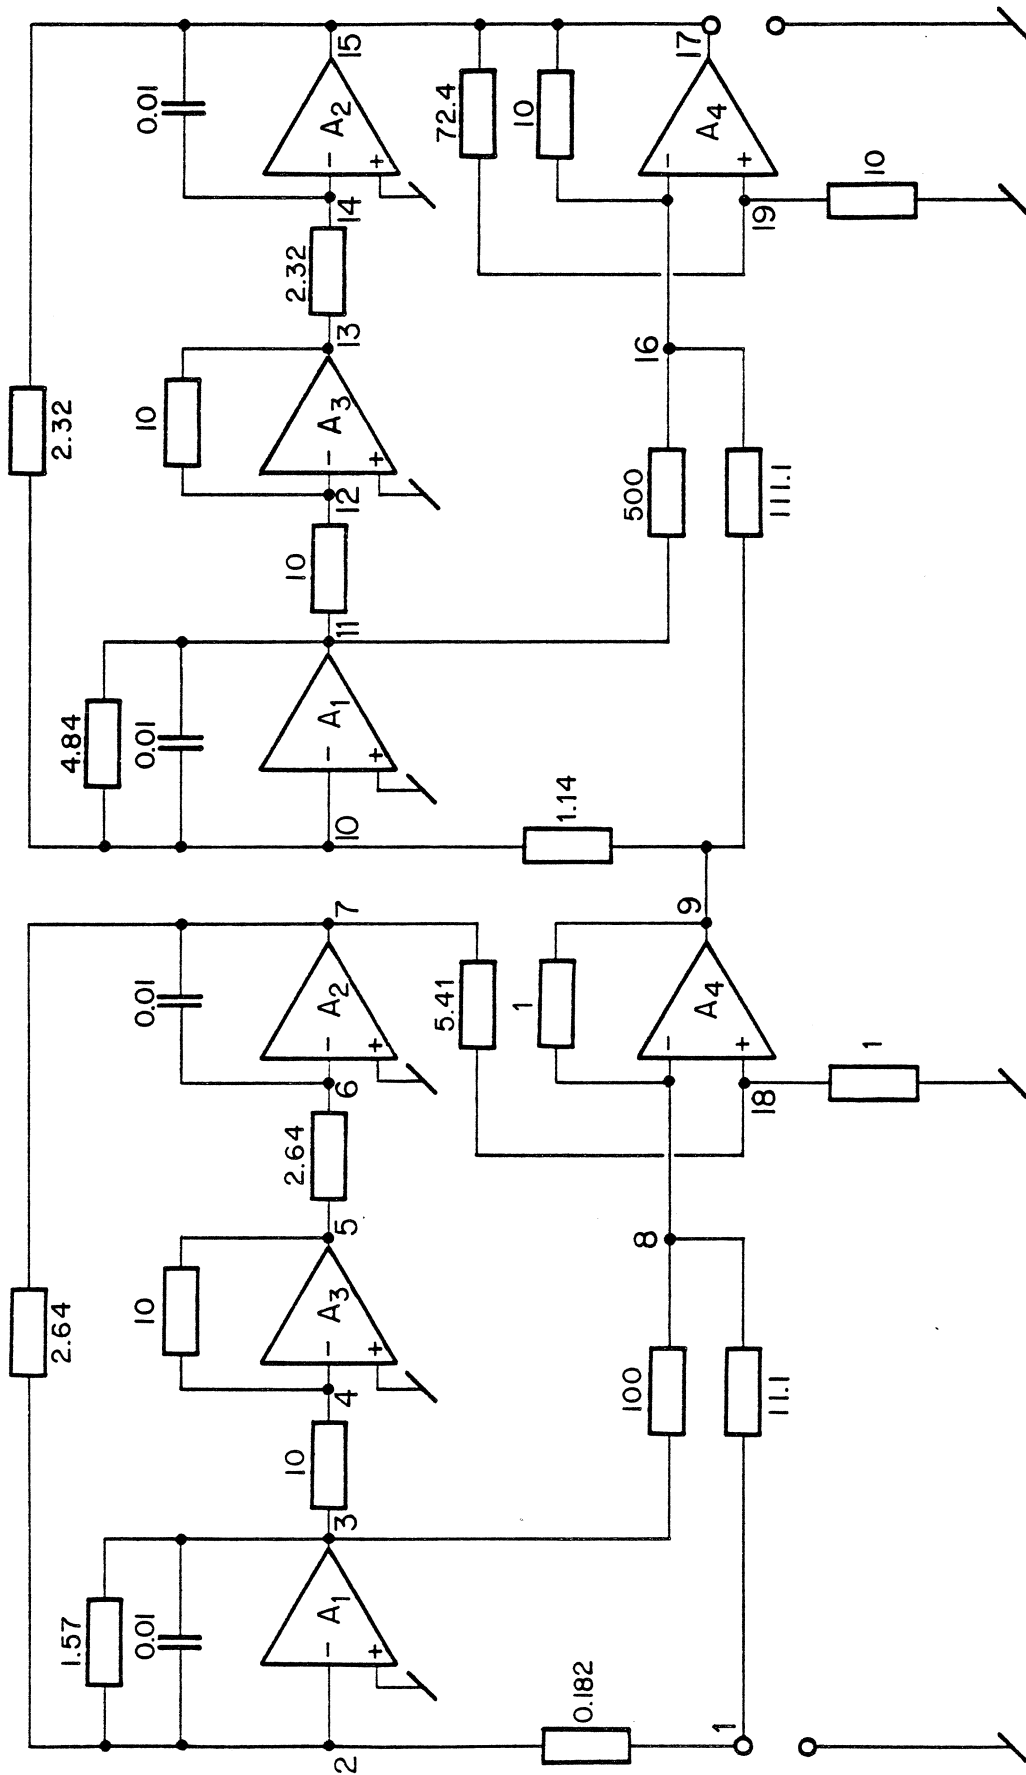 2.64 2.32
1.57 4.84
0.01 10 0.01 0.01 10 0.01
10 2.64 10 2.32
− A1 − A3 − A2 − A1 − A3 − A2
+ + + + + +
2 3 4 5 6 7 10 11 12 13 14 15
5.41 72.4
1 10
0.182 1.14
100 8 500 16
− A4 − A4
1 + 9 + 17
11.1 18 111.1 19
1 10